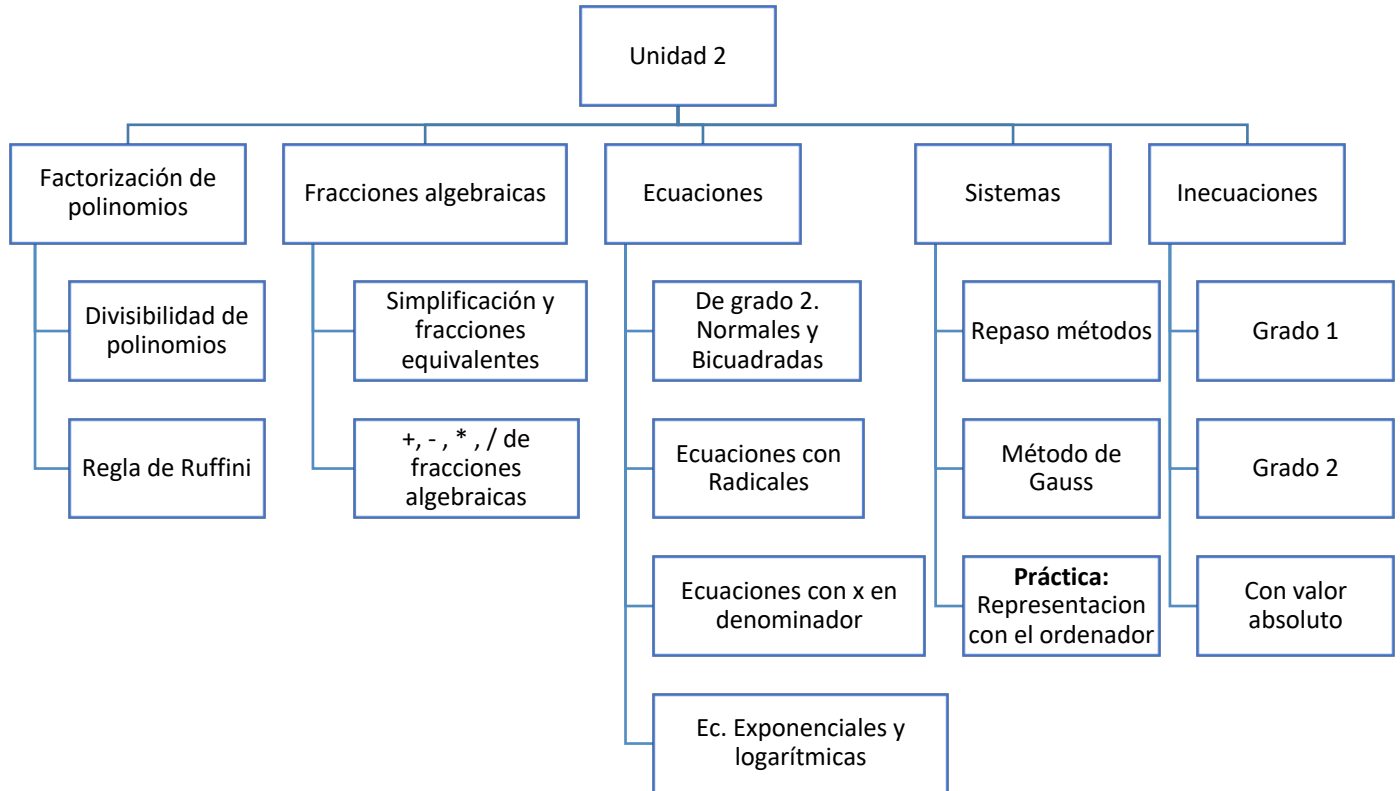 Unidad 2
Factorización de
polinomios
Divisibilidad de
polinomios
Regla de Ruffini
Fracciones algebraicas
Simplificación y
fracciones
equivalentes
+, - , * , / de
fracciones
algebraicas
Ecuaciones
De grado 2.
Normales y
Bicuadradas
Ecuaciones con
Radicales
Ecuaciones con x en
denominador
Ec. Exponenciales y
logarítmicas
Sistemas
Repaso métodos
Método de
Gauss
Práctica:
Representacion
con el ordenador
Inecuaciones
Grado 1
Grado 2
Con valor
absoluto